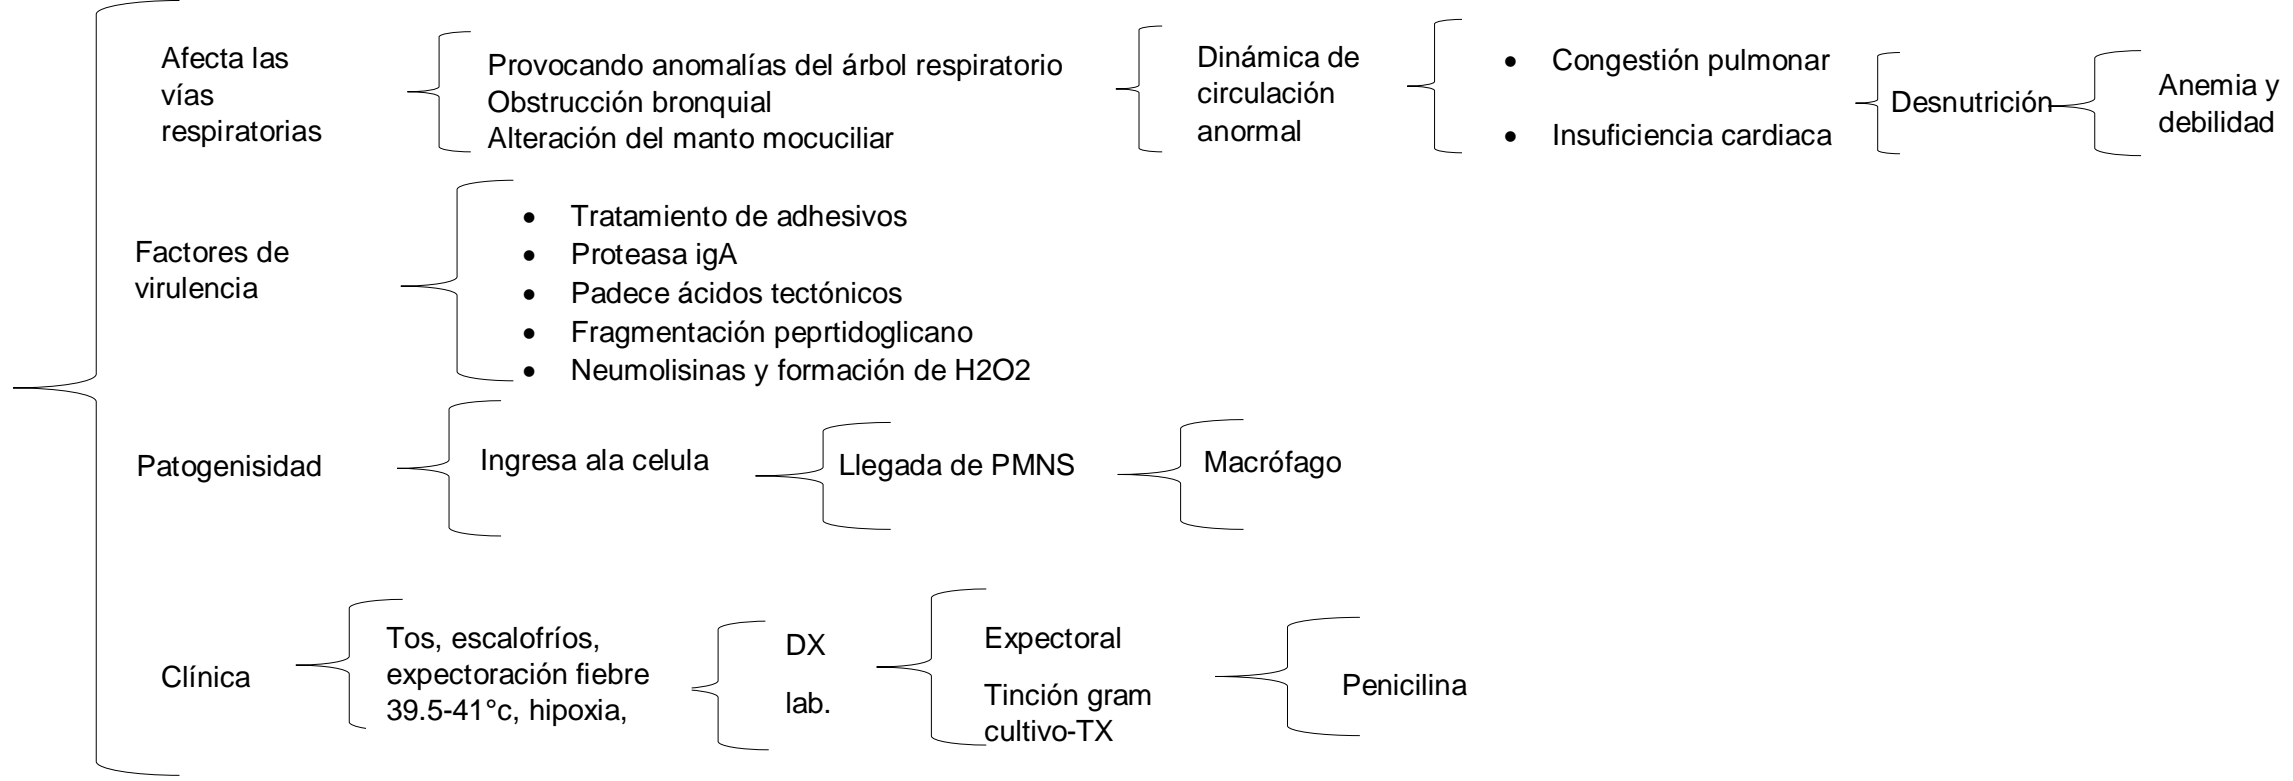 Afecta las
vías
respiratorias
Provocando anomalías del árbol respiratorio
Obstrucción bronquial
Alteración del manto mocuciliar
Dinámica de
circulación
anormal
• Congestión pulmonar
• Insuficiencia cardiaca
Desnutrición
Anemia y
debilidad
Factores de
virulencia
• Tratamiento de adhesivos
• Proteasa igA
• Padece ácidos tectónicos
• Fragmentación peprtidoglicano
• Neumolisinas y formación de H2O2
Patogenisidad
Ingresa ala celula
Llegada de PMNS
Macrófago
Clínica
Tos, escalofríos,
expectoración fiebre
39.5-41°c, hipoxia,
DX
lab.
Expectoral
Tinción gram
cultivo-TX
Penicilina